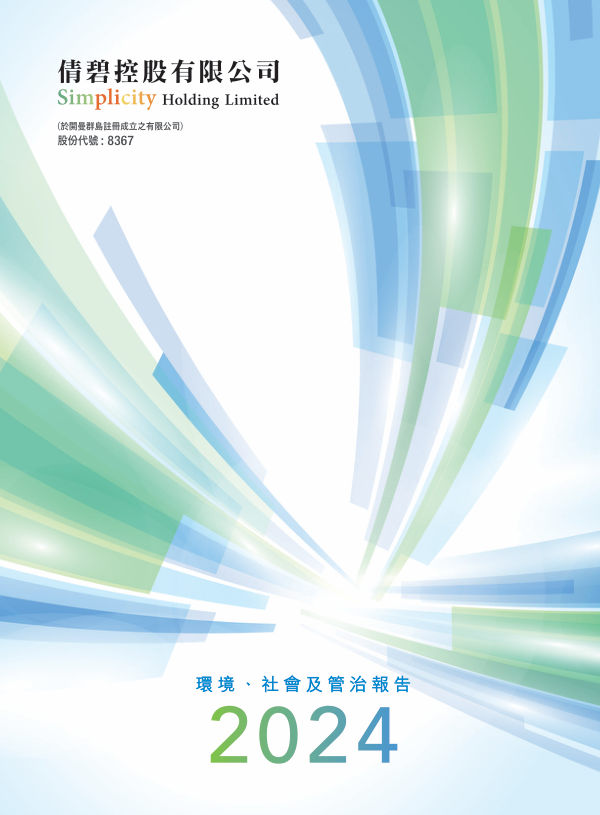 倩碧控股有限公司
Simplicity Holding Limited
(於開曼群島註冊成立之有限公司)
股份代號 : 8367
環境、社會及管治報告
2024